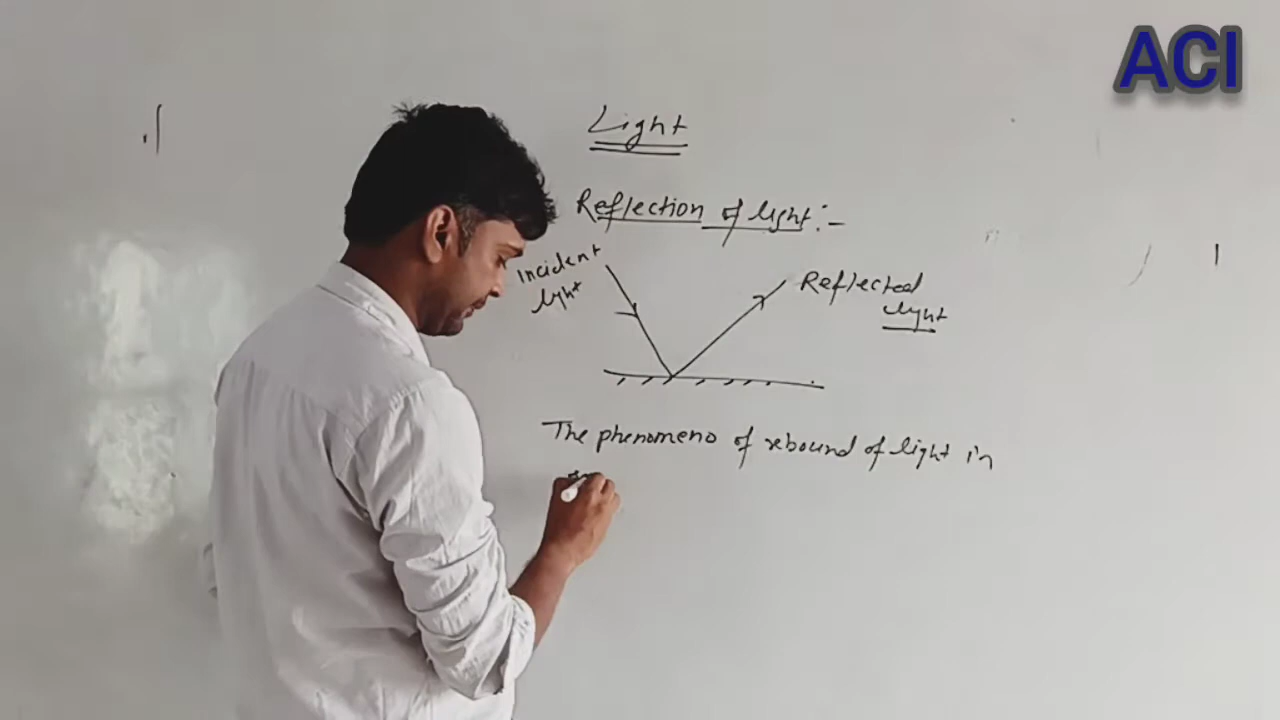 ACI
Light
Reflection of light:-
Incident
light
Reflected
light
The phenomeno of rebound of light in